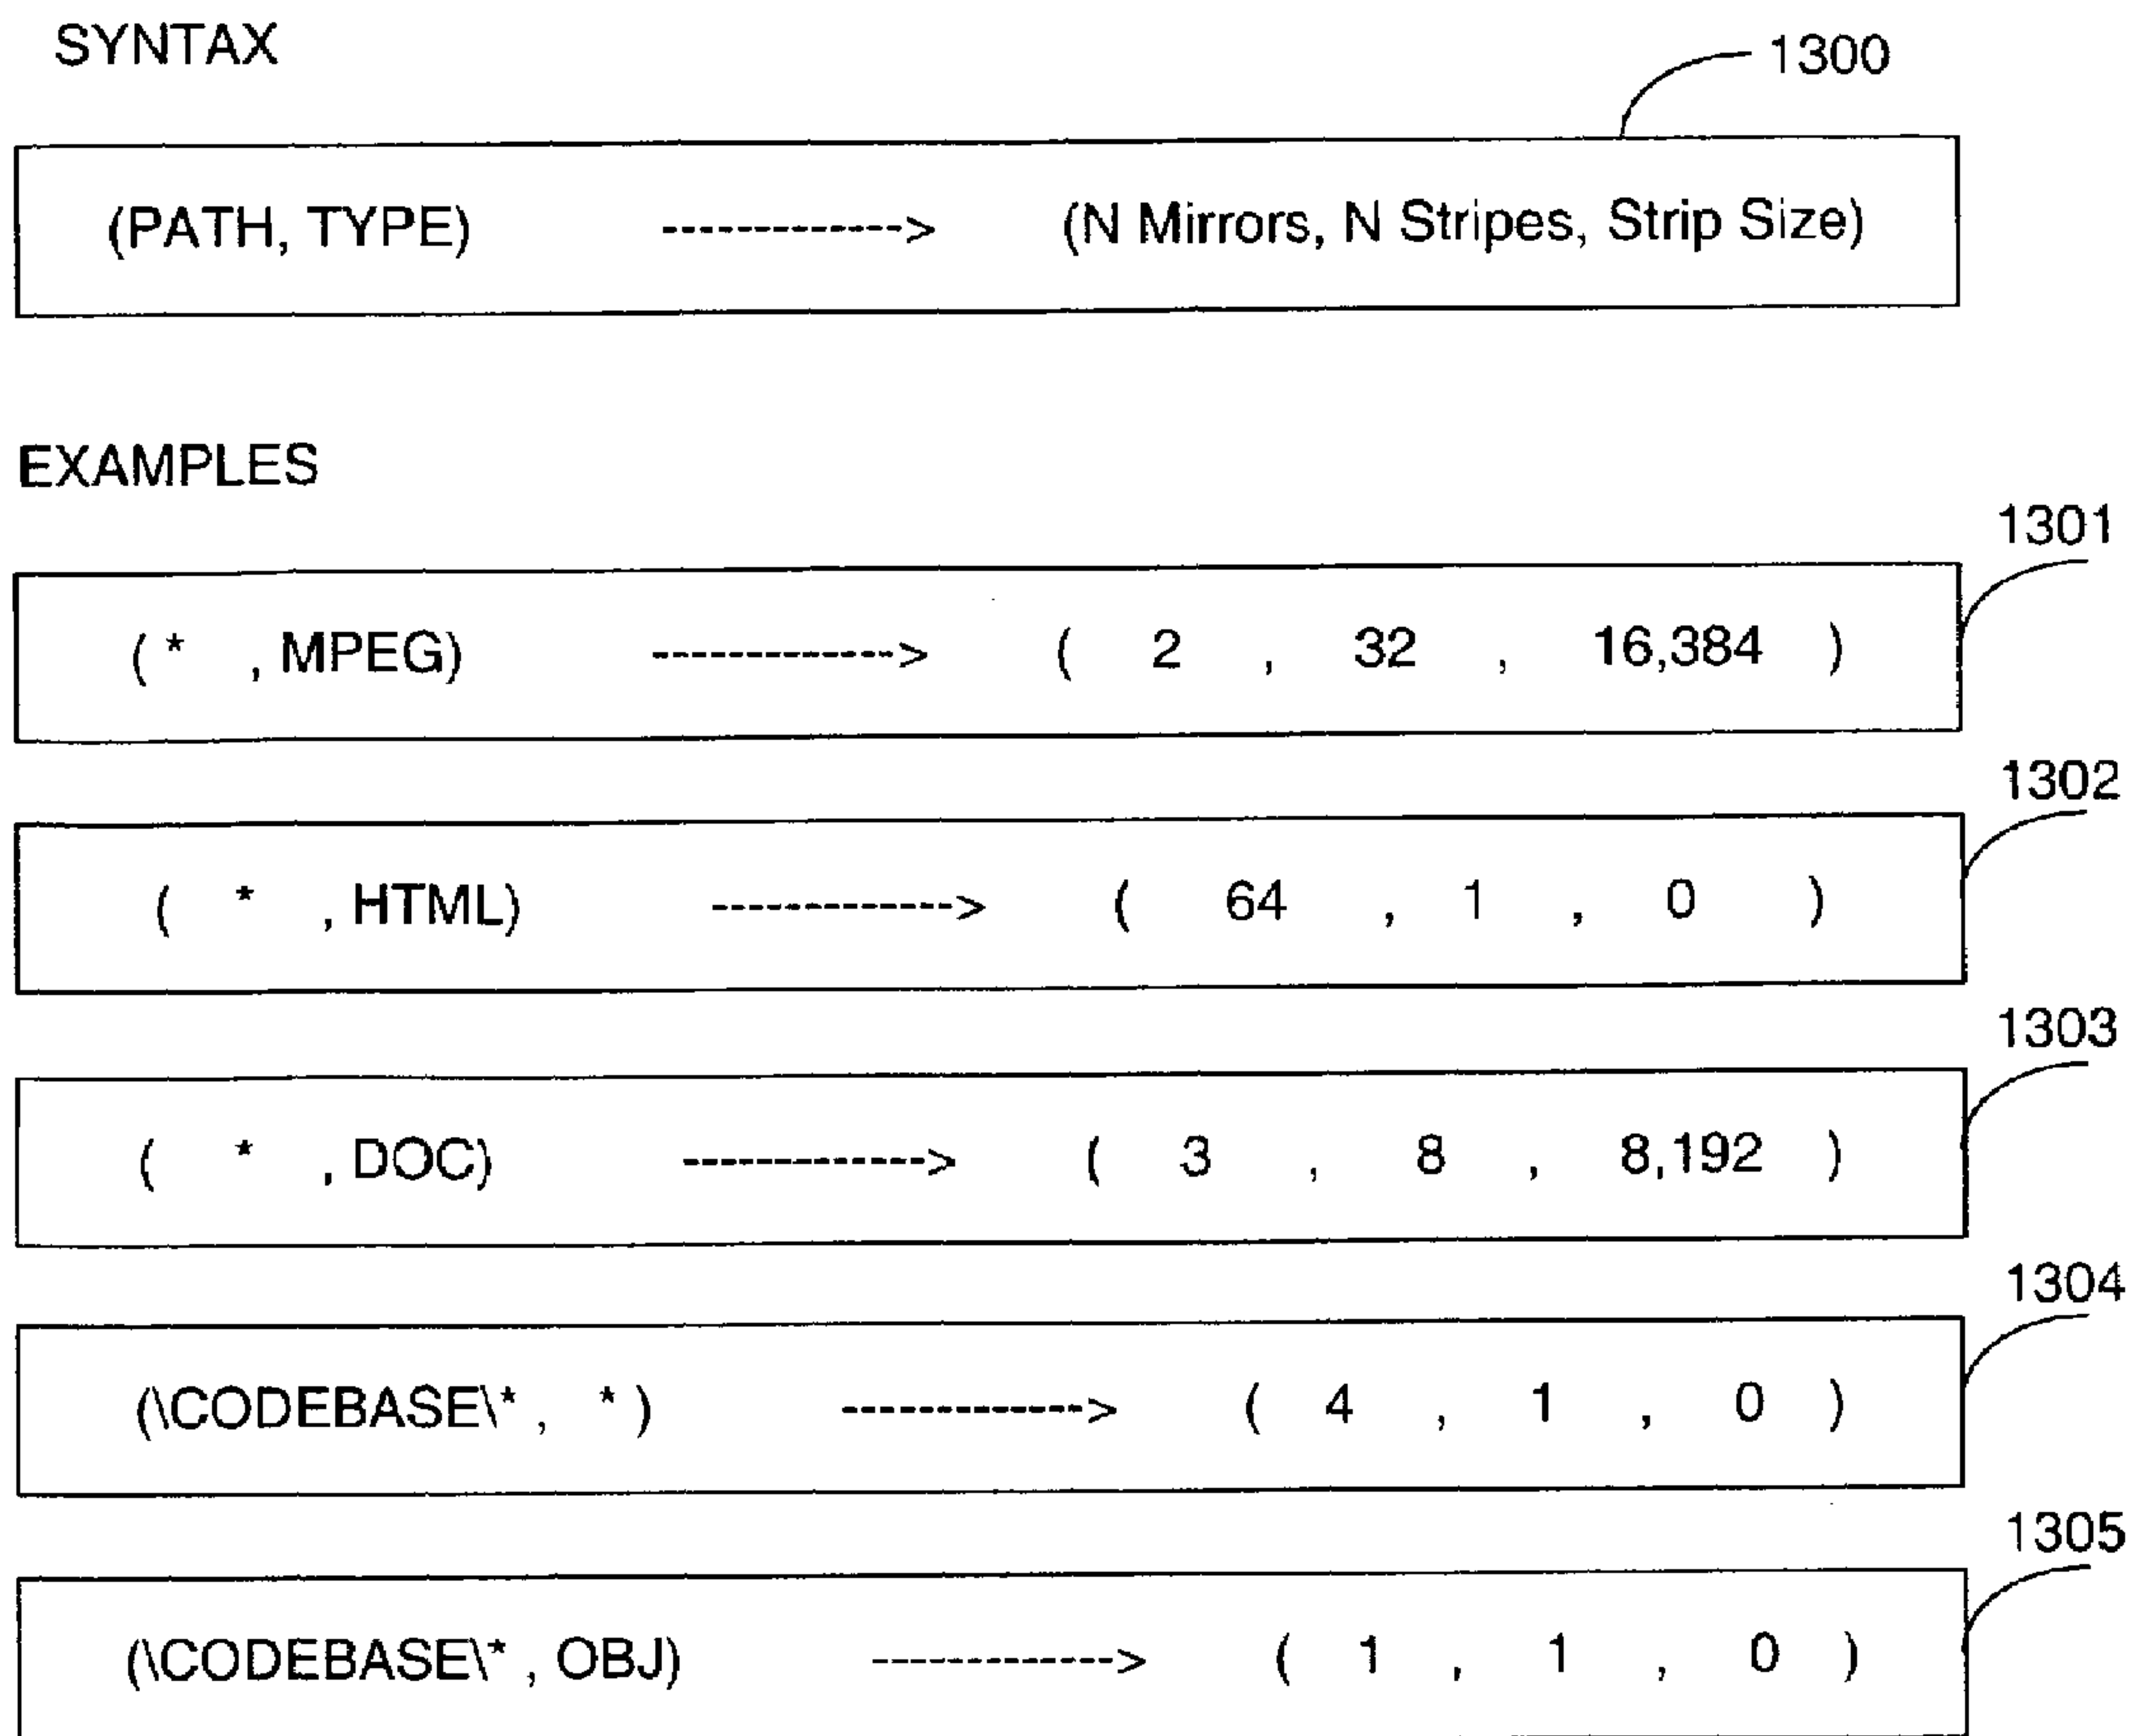 SYNTAX
1300
(PATH, TYPE) -------------> (N Mirrors, N Stripes, Strip Size)
EXAMPLES
1301
( * , MPEG) -------------> ( 2 , 32 , 16,384 )
1302
( * , HTML) -------------> ( 64 , 1 , 0 )
1303
( * , DOC) -------------> ( 3 , 8 , 8,192 )
1304
(\CODEBASE\* , * ) -------------> ( 4 , 1 , 0 )
1305
(\CODEBASE\* , OBJ) -------------> ( 1 , 1 , 0 )